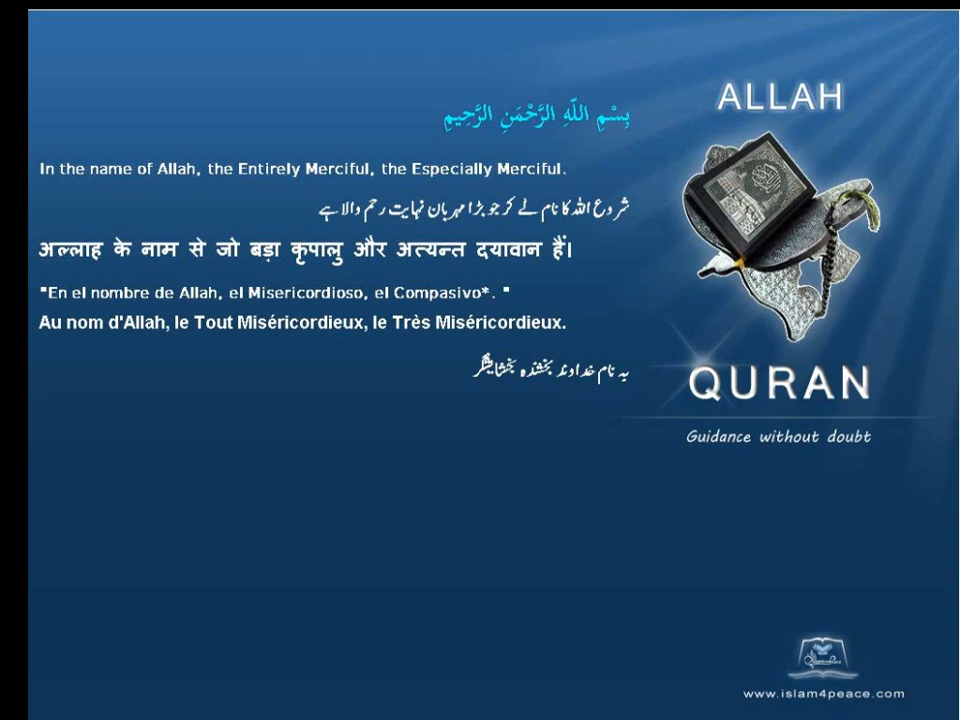 بِسْمِ اللّهِ الرَّحْمَنِ الرَّحِيمِ
In the name of Allah, the Entirely Merciful, the Especially Merciful.
شروع الله کا نام لے کر جو بڑا مہربان نہایت رحم والا ہے
अल्लाह के नाम से जो बड़ा कृपालु और अत्यन्त दयावान हैं।
"En el nombre de Allah, el Misericordioso, el Compasivo*. "
Au nom d'Allah, le Tout Miséricordieux, le Très Miséricordieux.
به نام خداوند بخشنده بخشایشگر
ALLAH
QURAN
Guidance without doubt
www.islam4peace.com